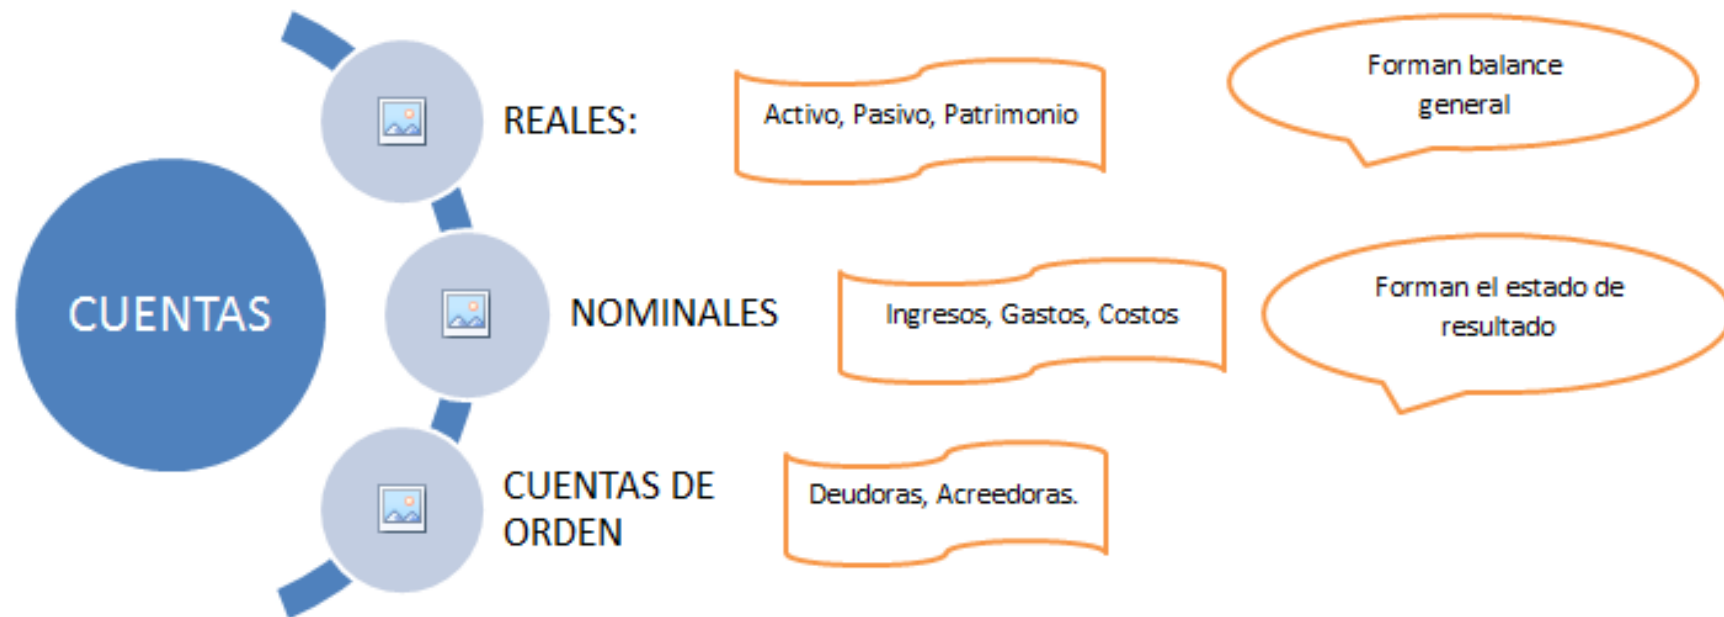 CUENTAS
REALES:
Activo, Pasivo, Patrimonio
Forman balance
general
NOMINALES
Ingresos, Gastos, Costos
Forman el estado de
resultado
CUENTAS DE
ORDEN
Deudoras, Acreedoras.